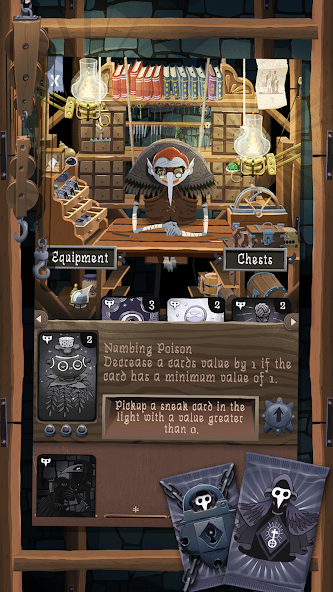 X
Equipment
Chests
3
2
2
2
Numbing Poison
Decrease a cards value by 1 if the
card has a minimum value of 1.
Pickup a sneak card in the
light with a value greater
than 0.